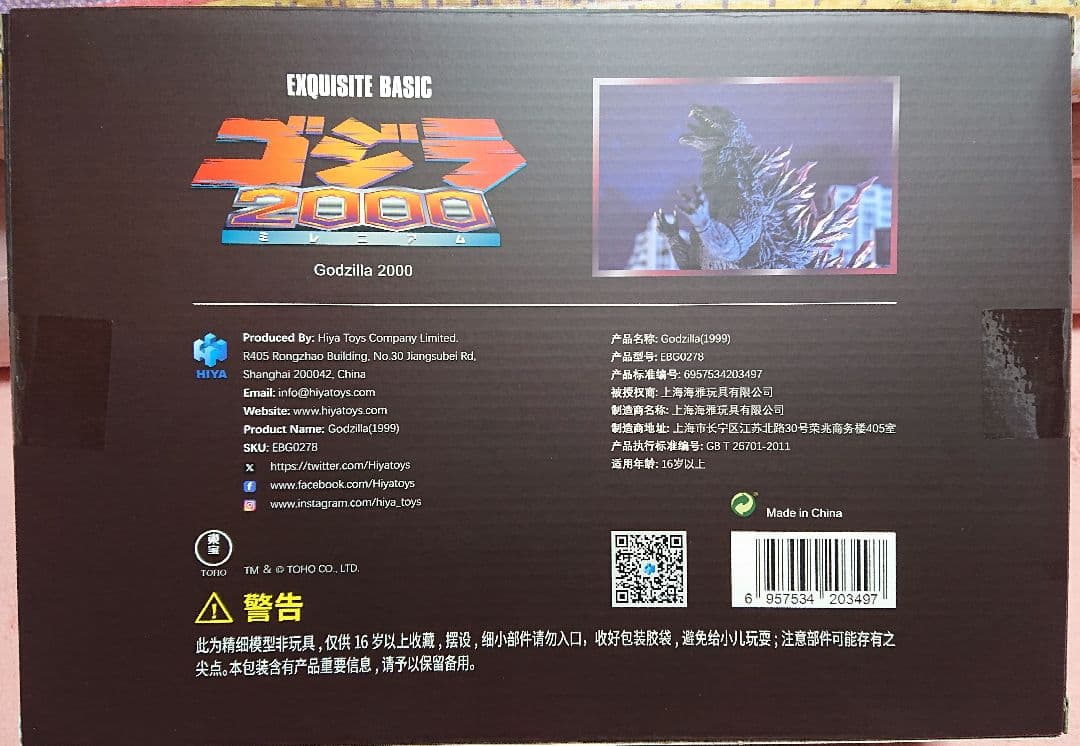 EXQUISITE BASIC
ゴジラ
2000
ミレニアム
Godzilla 2000
HIYA
Produced By: Hiya Toys Company Limited.
R405 Rongzhao Building, No.30 Jiangsubei Rd,
Shanghai 200042, China
Email: info@hiyatoys.com
Website: www.hiyatoys.com
Product Name: Godzilla(1999)
SKU: EBG0278
https://twitter.com/Hiyatoys
www.facebook.com/Hiyatoys
www.instagram.com/hiya_toys
产品名称: Godzilla(1999)
产品型号: EBG0278
产品标准编号: 6957534203497
被授权商: 上海海雅玩具有限公司
制造商名称: 上海海雅玩具有限公司
制造商地址: 上海市长宁区江苏北路30号荣兆商务楼405室
产品执行标准编号: GB T 26701-2011
适用年龄: 16岁以上
Made in China
6 957534 203497
東宝
TOHO
TM & © TOHO CO., LTD.
警告
此为精细模型非玩具,仅供 16 岁以上收藏,摆设,细小部件请勿入口,收好包装胶袋,避免给小儿玩耍;注意部件可能存有之
尖点。本包装含有产品重要信息,请予以保留备用。